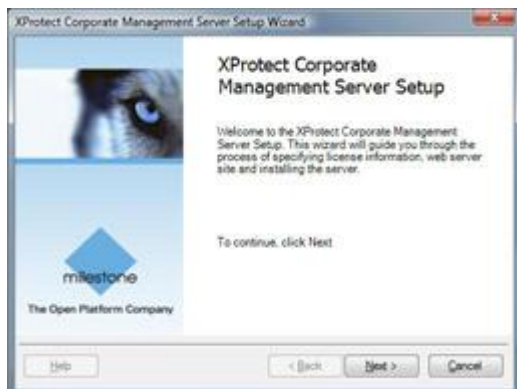 XProtect Corporate Management Server Setup Wizard
XProtect Corporate
Management Server Setup
Welcome to the XProtect Corporate Management
Server Setup. This wizard will guide you through the
process of specifying license information, web server
site and installing the server.
To continue, click Next
milestone
The Open Platform Company
Help
< Back
Next >
Cancel